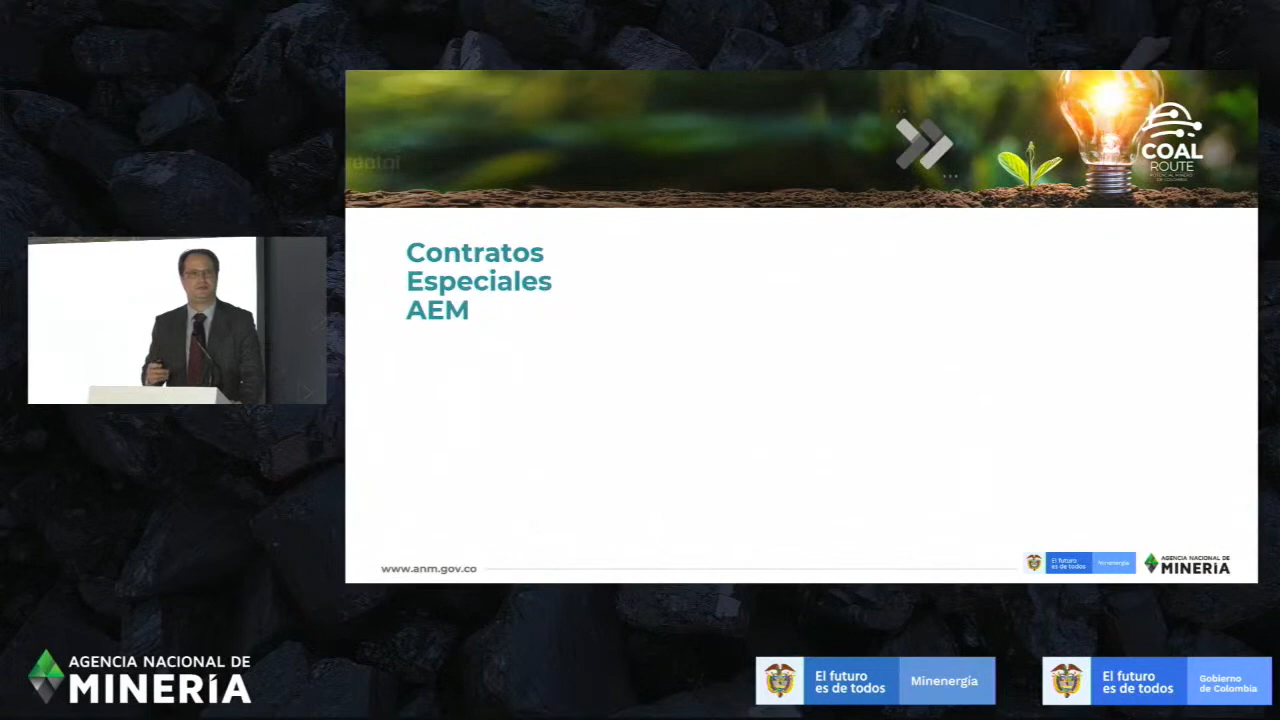 COAL
ROUTE
Contratos
Especiales
AEM
www.anm.gov.co
El futuro
es de todos
Minenergía
AGENCIA NACIONAL DE
MINERÍA
AGENCIA NACIONAL DE
MINERÍA
El futuro
es de todos
Minenergía
El futuro
es de todos
Gobierno
de Colombia